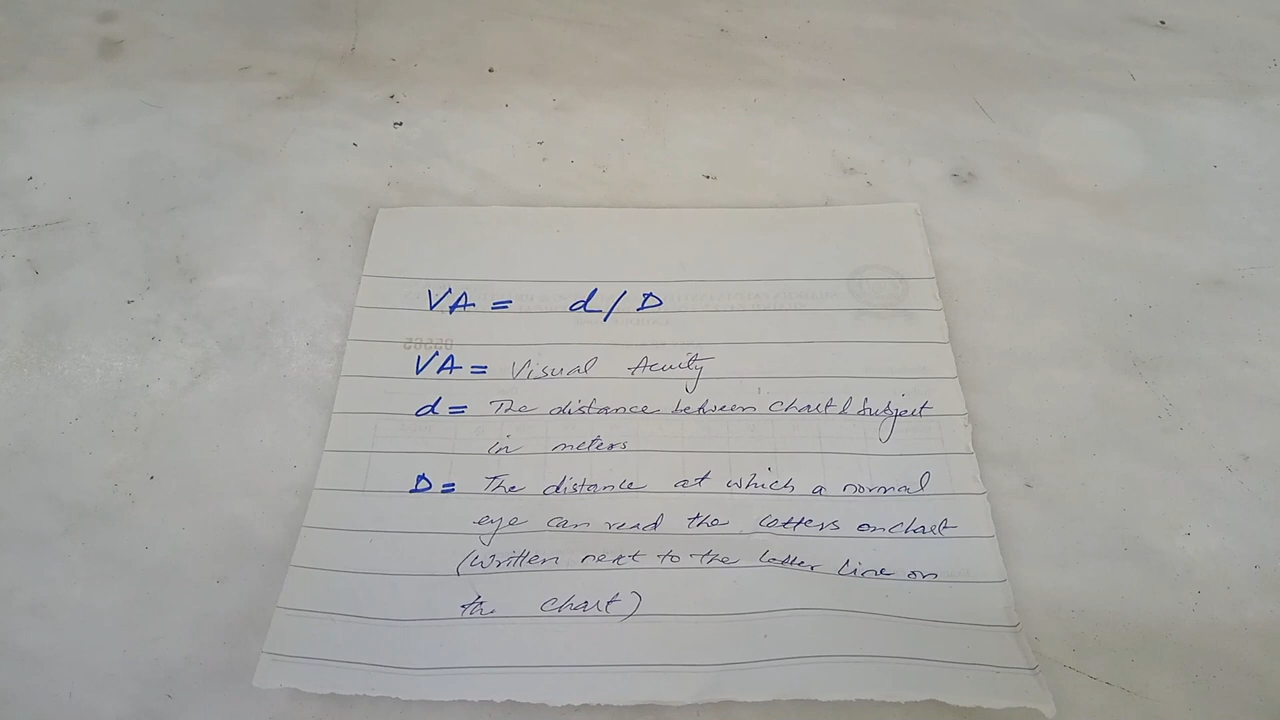 VA = d/D
VA = Visual Acuity
d = The distance between chart & Subject
in meters
D = The distance at which a normal
eye can read the letters on chart
(written next to the letter line on
the chart)
05565